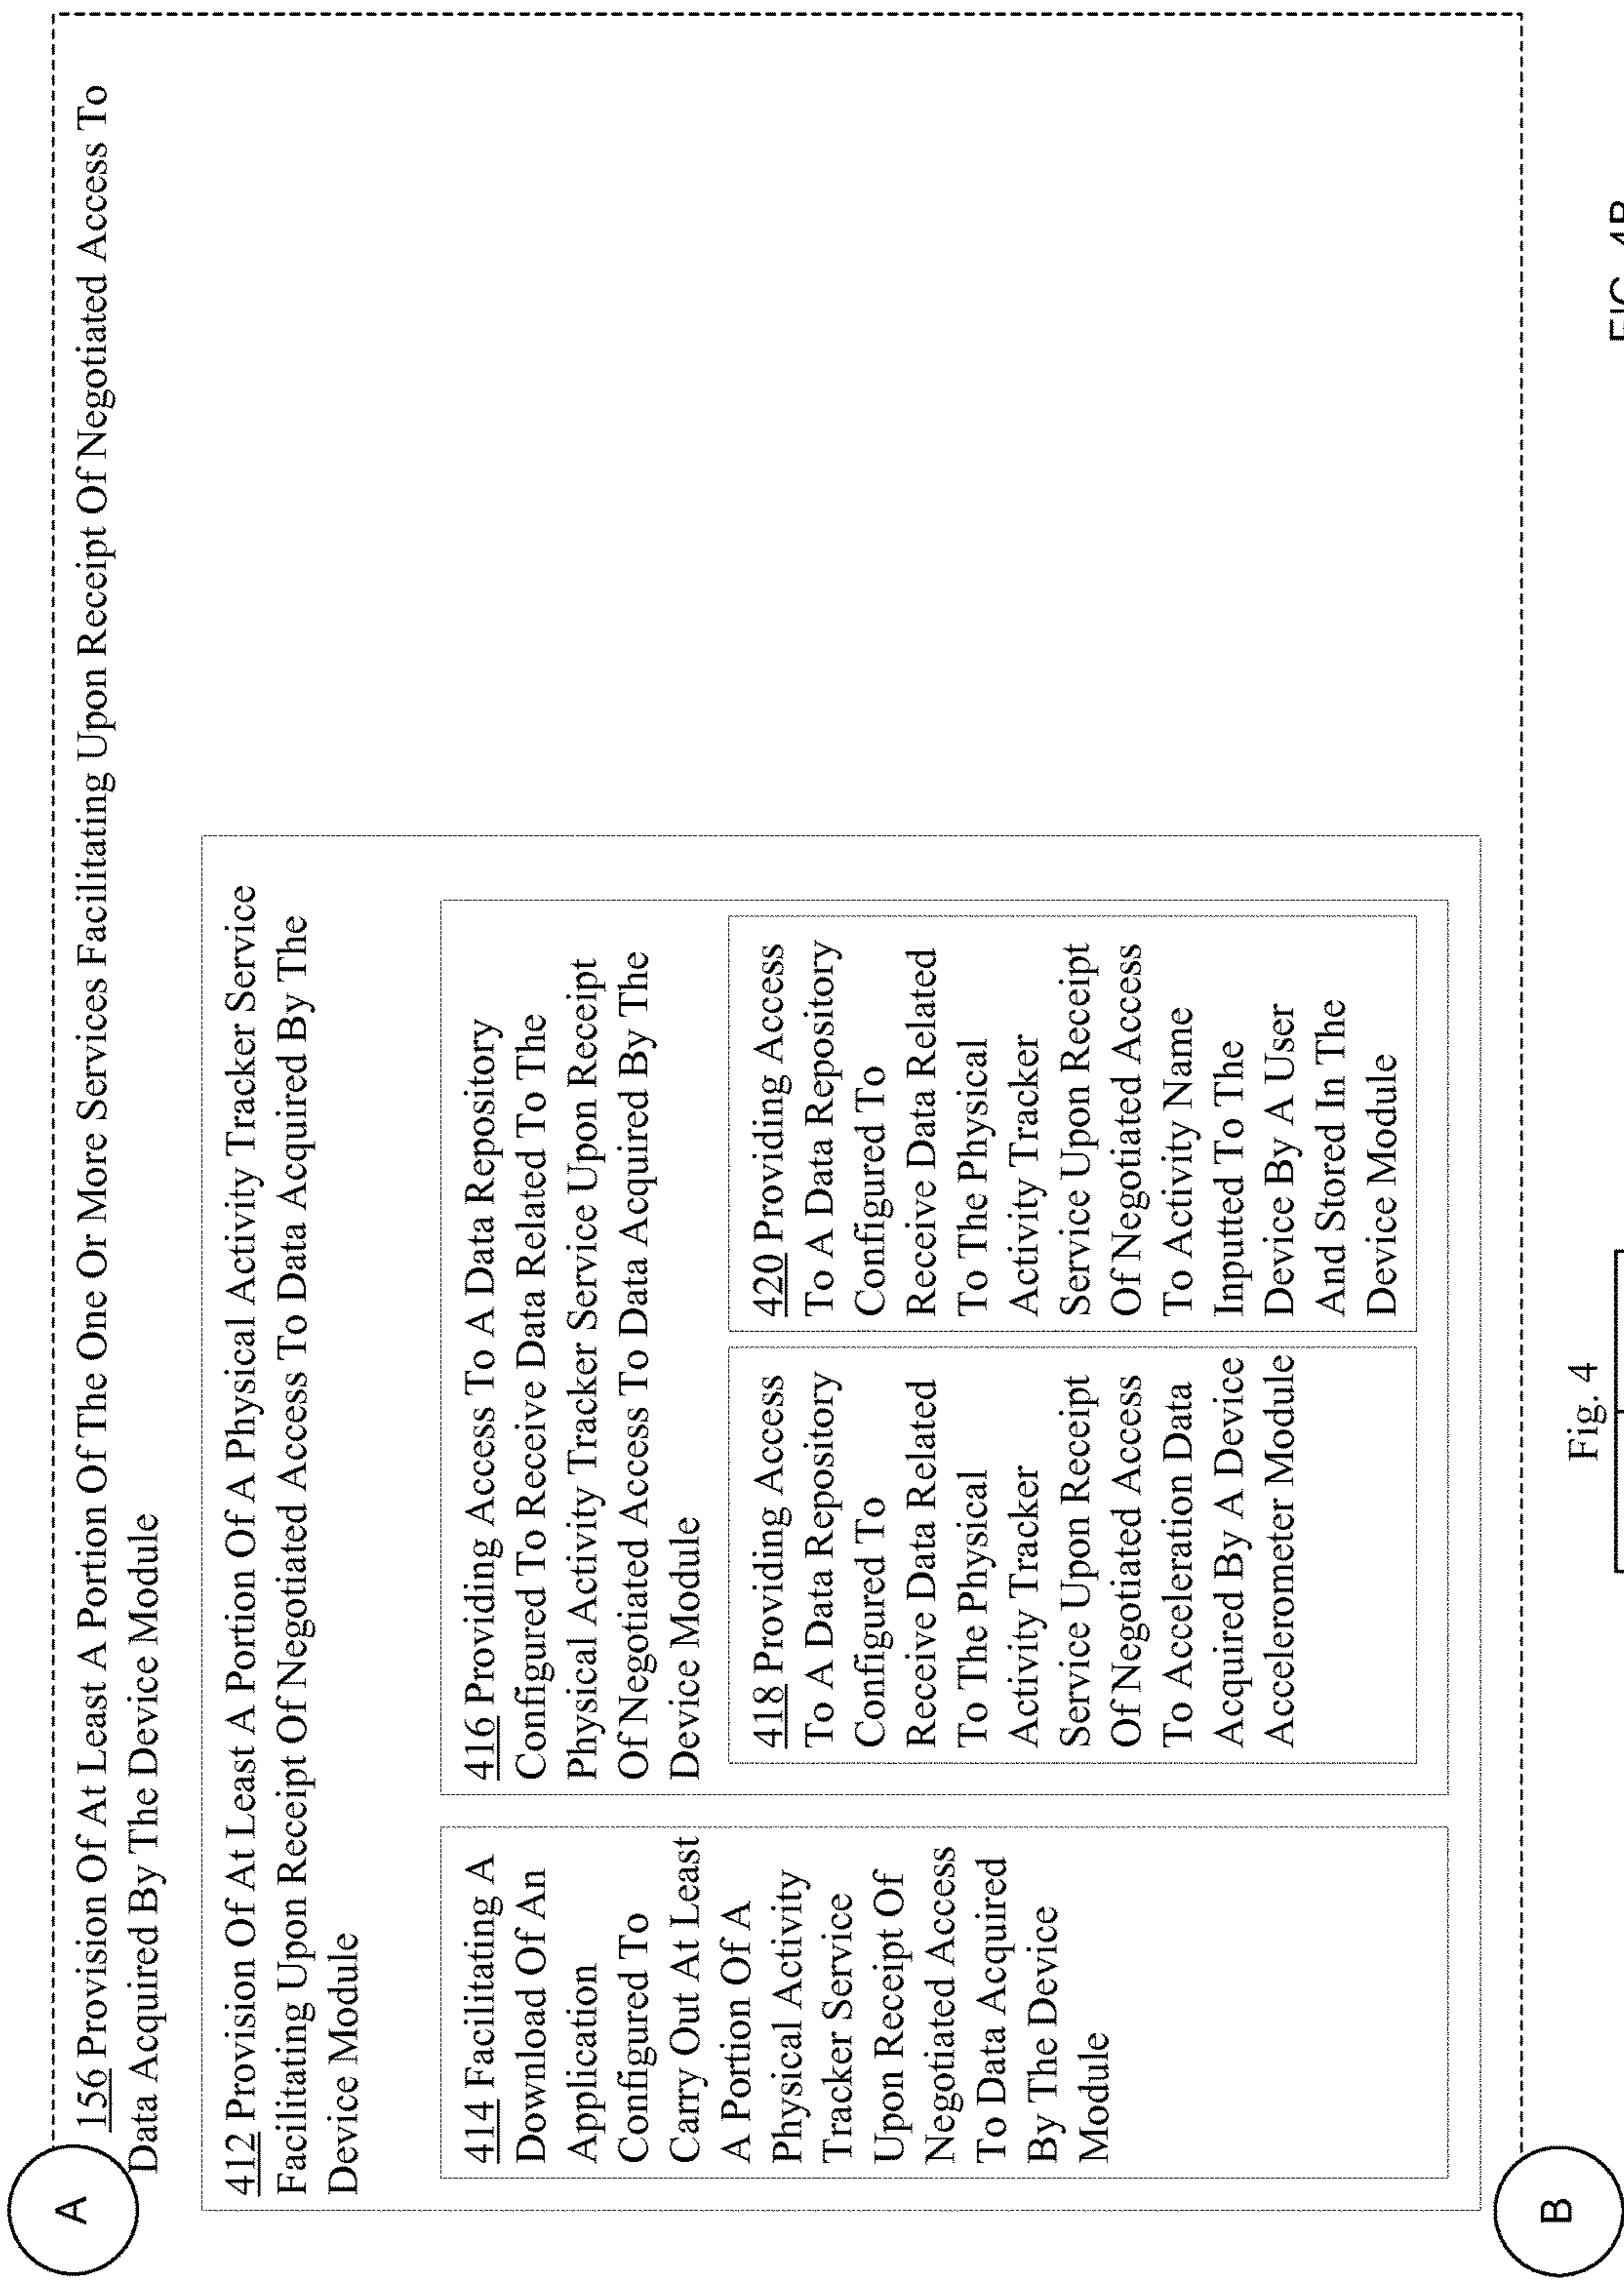 A
156 Provision Of At Least A Portion Of The One Or More Services Facilitating Upon Receipt Of Negotiated Access To
Data Acquired By The Device Module
412 Provision Of At Least A Portion Of A Physical Activity Tracker Service
Facilitating Upon Receipt Of Negotiated Access To Data Acquired By The
Device Module
414 Facilitating A
Download Of An
Application
Configured To
Carry Out At Least
A Portion Of A
Physical Activity
Tracker Service
Upon Receipt Of
Negotiated Access
To Data Acquired
By The Device
Module
416 Providing Access To A Data Repository
Configured To Receive Data Related To The
Physical Activity Tracker Service Upon Receipt
Of Negotiated Access To Data Acquired By The
Device Module
418 Providing Access
To A Data Repository
Configured To
Receive Data Related
To The Physical
Activity Tracker
Service Upon Receipt
Of Negotiated Access
To Acceleration Data
Acquired By A Device
Accelerometer Module
420 Providing Access
To A Data Repository
Configured To
Receive Data Related
To The Physical
Activity Tracker
Service Upon Receipt
Of Negotiated Access
To Activity Name
Inputted To The
Device By A User
And Stored In The
Device Module
B
Fig. 4
FIG. 4B